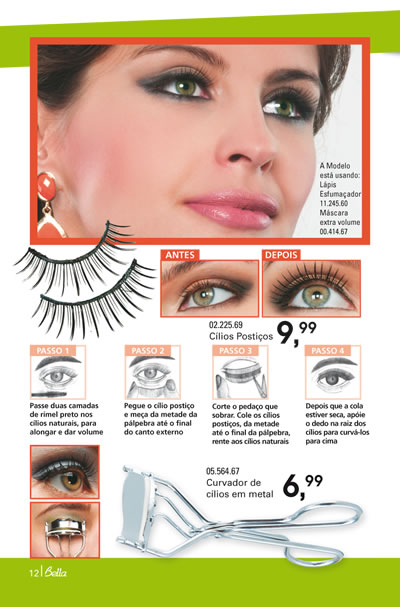 A Modelo
está usando:
Lápis
Esfumaçador
11.245.60
Máscara
extra volume
00.414.67
ANTES
DEPOIS
02.225.69
Cílios Postiços 9,99
PASSO 1
Passe duas camadas
de rimel preto nos
cílios naturais, para
alongar e dar volume
PASSO 2
Pegue o cílio postiço
e meça da metade da
pálpebra até o final
do canto externo
PASSO 3
Corte o pedaço que
sobrar. Cole os cílios
postiços, da metade
até o final da pálpebra,
rente aos cílios naturais
PASSO 4
Depois que a cola
estiver seca, apóie
o dedo na raiz dos
cílios para curvá-los
para cima
05.564.67
Curvador de
cílios em metal 6,99
12 Bella